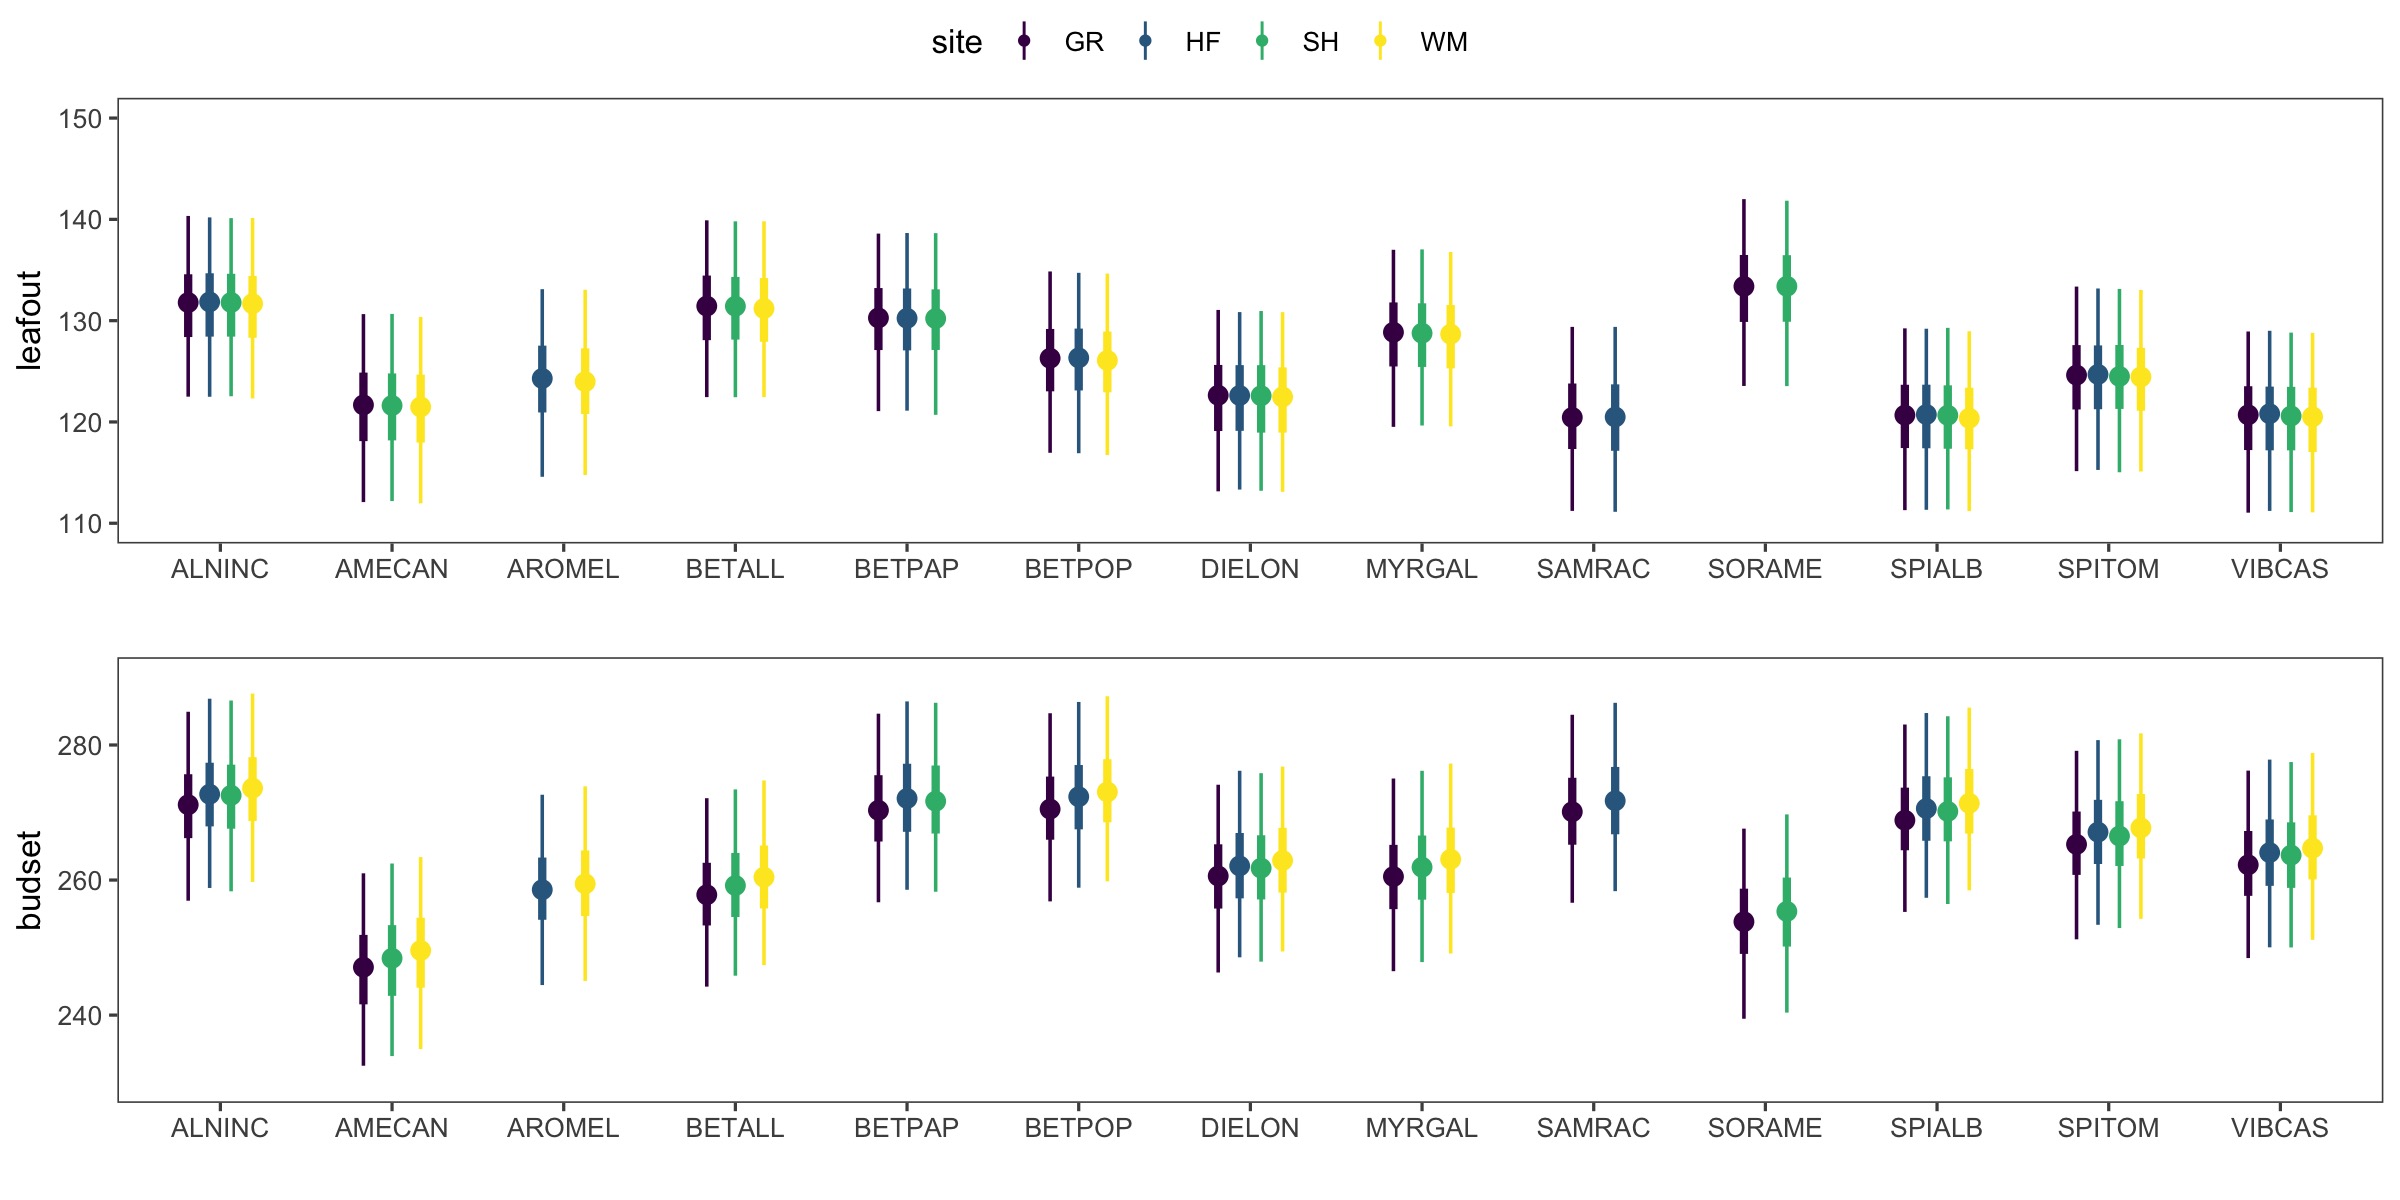 site GR HF SH WM
150
140
130
120
110
leafout
ALNINC AMECAN AROMEL BETALL BETPAP BETPOP DIELON MYRGAL SAMRAC SORAME SPIALB SPITOM VIBCAS
280
260
240
budset
ALNINC AMECAN AROMEL BETALL BETPAP BETPOP DIELON MYRGAL SAMRAC SORAME SPIALB SPITOM VIBCAS